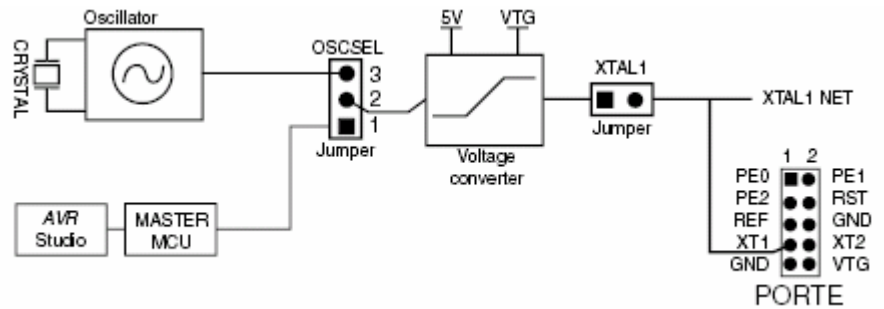 Oscillator
CRYSTAL
OSCSEL
3
2
1
Jumper
5V VTG
Voltage
converter
XTAL1
Jumper
XTAL1 NET
AVR
Studio
MASTER
MCU
1 2
PE0 PE1
PE2 RST
REF GND
XT1 XT2
GND VTG
PORTE